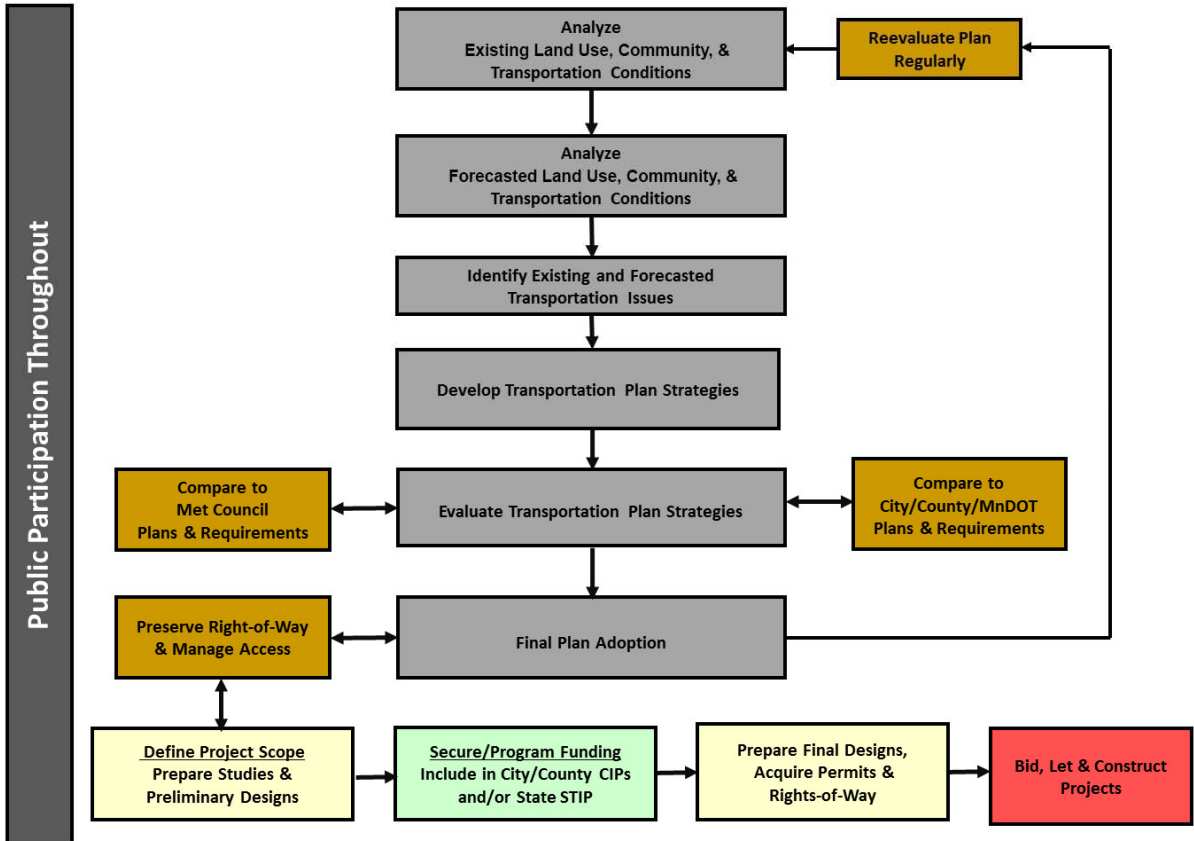 Public Participation Throughout
Analyze
Existing Land Use, Community, &
Transportation Conditions
Reevaluate Plan
Regularly
Analyze
Forecasted Land Use, Community, &
Transportation Conditions
Identify Existing and Forecasted
Transportation Issues
Develop Transportation Plan Strategies
Compare to
Met Council
Plans & Requirements
Evaluate Transportation Plan Strategies
Compare to
City/County/MnDOT
Plans & Requirements
Preserve Right-of-Way
& Manage Access
Final Plan Adoption
Define Project Scope
Prepare Studies &
Preliminary Designs
Secure/Program Funding
Include in City/County CIPs
and/or State STIP
Prepare Final Designs,
Acquire Permits &
Rights-of-Way
Bid, Let & Construct
Projects